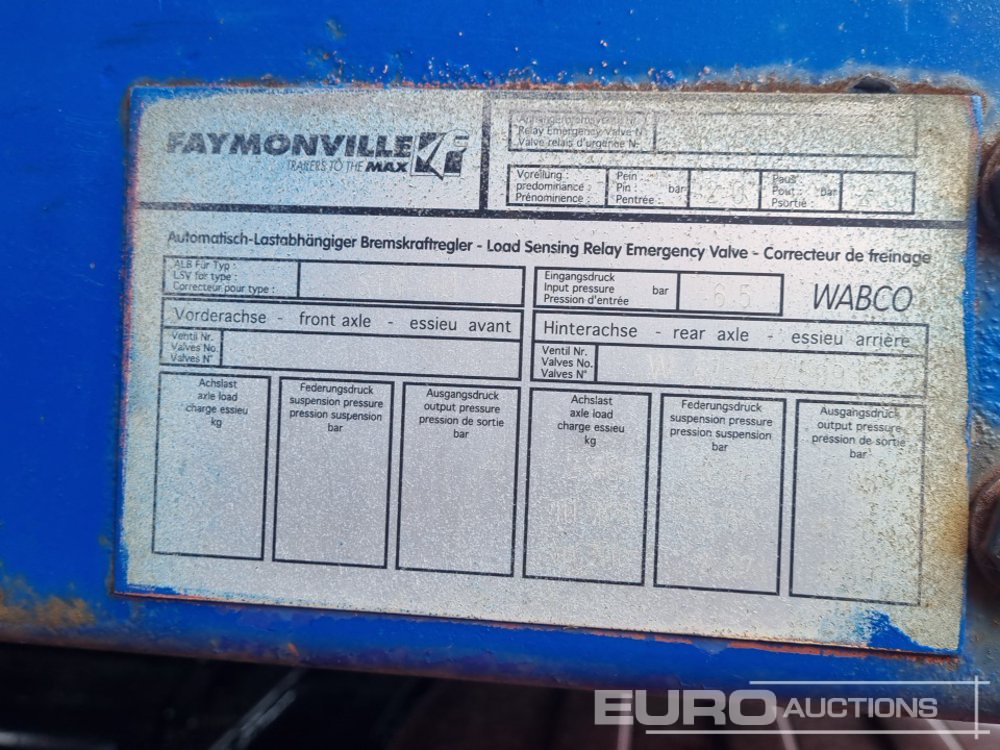 FAYMONVILLE
TRAILERS TO THE MAX
Relay Emergency Valve N
Valve relais d'urgence N°
Voreilung :
predominance :
Prénominence :
Pein :
Pin : bar
Pentrée :
Paus :
Pout : bar
Psortié :
Automatisch-Lastabhängiger Bremskraftregler - Load Sensing Relay Emergency Valve - Correcteur de freinage
ALB Für Typ :
LSV for type :
Correcteur pour type :
Eingangsdruck
Input pressure bar
Pression d'entrée
6.5
WABCO
Vorderachse - front axle - essieu avant
Hinterachse - rear axle - essieu arrière
Ventil Nr.
Valves No.
Valves N°
Ventil Nr.
Valves No.
Valves N°
Achslast
axle load
charge essieu
kg
Federungsdruck
suspension pressure
pression suspension
bar
Ausgangsdruck
output pressure
pression de sortie
bar
Achslast
axle load
charge essieu
kg
Federungsdruck
suspension pressure
pression suspension
bar
Ausgangsdruck
output pressure
pression de sortie
bar
EURO AUCTIONS